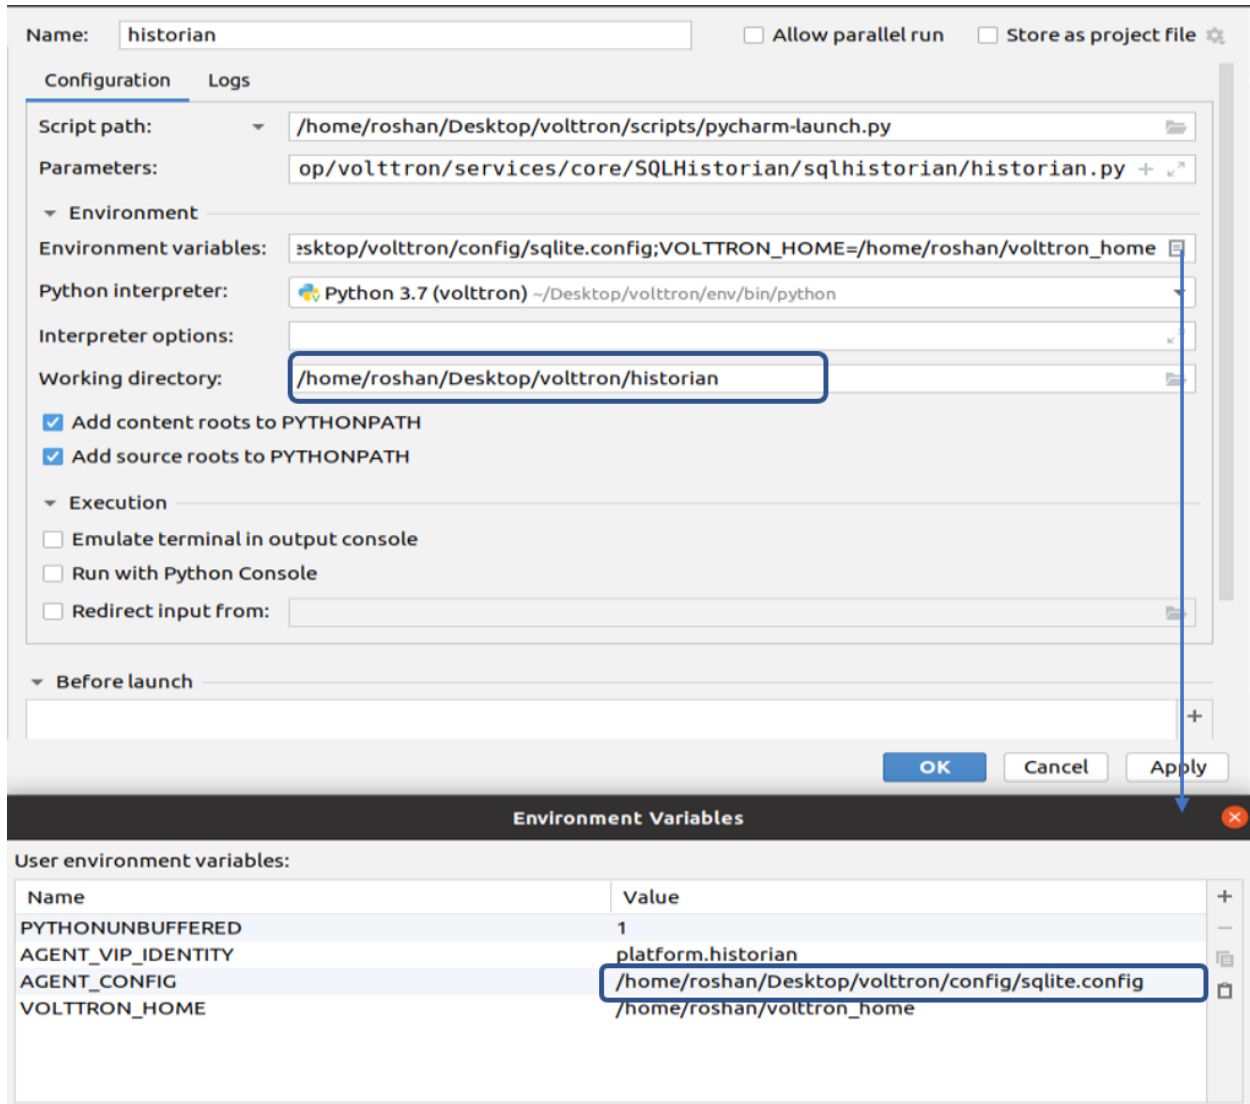 Name: historian Allow parallel run Store as project file
Configuration Logs
Script path: /home/roshan/Desktop/volttron/scripts/pycharm-launch.py
Parameters: op/volttron/services/core/SQLHistorian/sqlhistorian/historian.py
Environment
Environment variables: esktop/volttron/config/sqlite.config;VOLTTRON_HOME=/home/roshan/volttron_home
Python interpreter: Python 3.7 (volttron) ~/Desktop/volttron/env/bin/python
Interpreter options:
Working directory: /home/roshan/Desktop/volttron/historian
Add content roots to PYTHONPATH
Add source roots to PYTHONPATH
Execution
Emulate terminal in output console
Run with Python Console
Redirect input from:
Before launch
OK Cancel Apply
Environment Variables
User environment variables:
Name Value
PYTHONUNBUFFERED 1
AGENT_VIP_IDENTITY platform.historian
AGENT_CONFIG /home/roshan/Desktop/volttron/config/sqlite.config
VOLTTRON_HOME /home/roshan/volttron_home